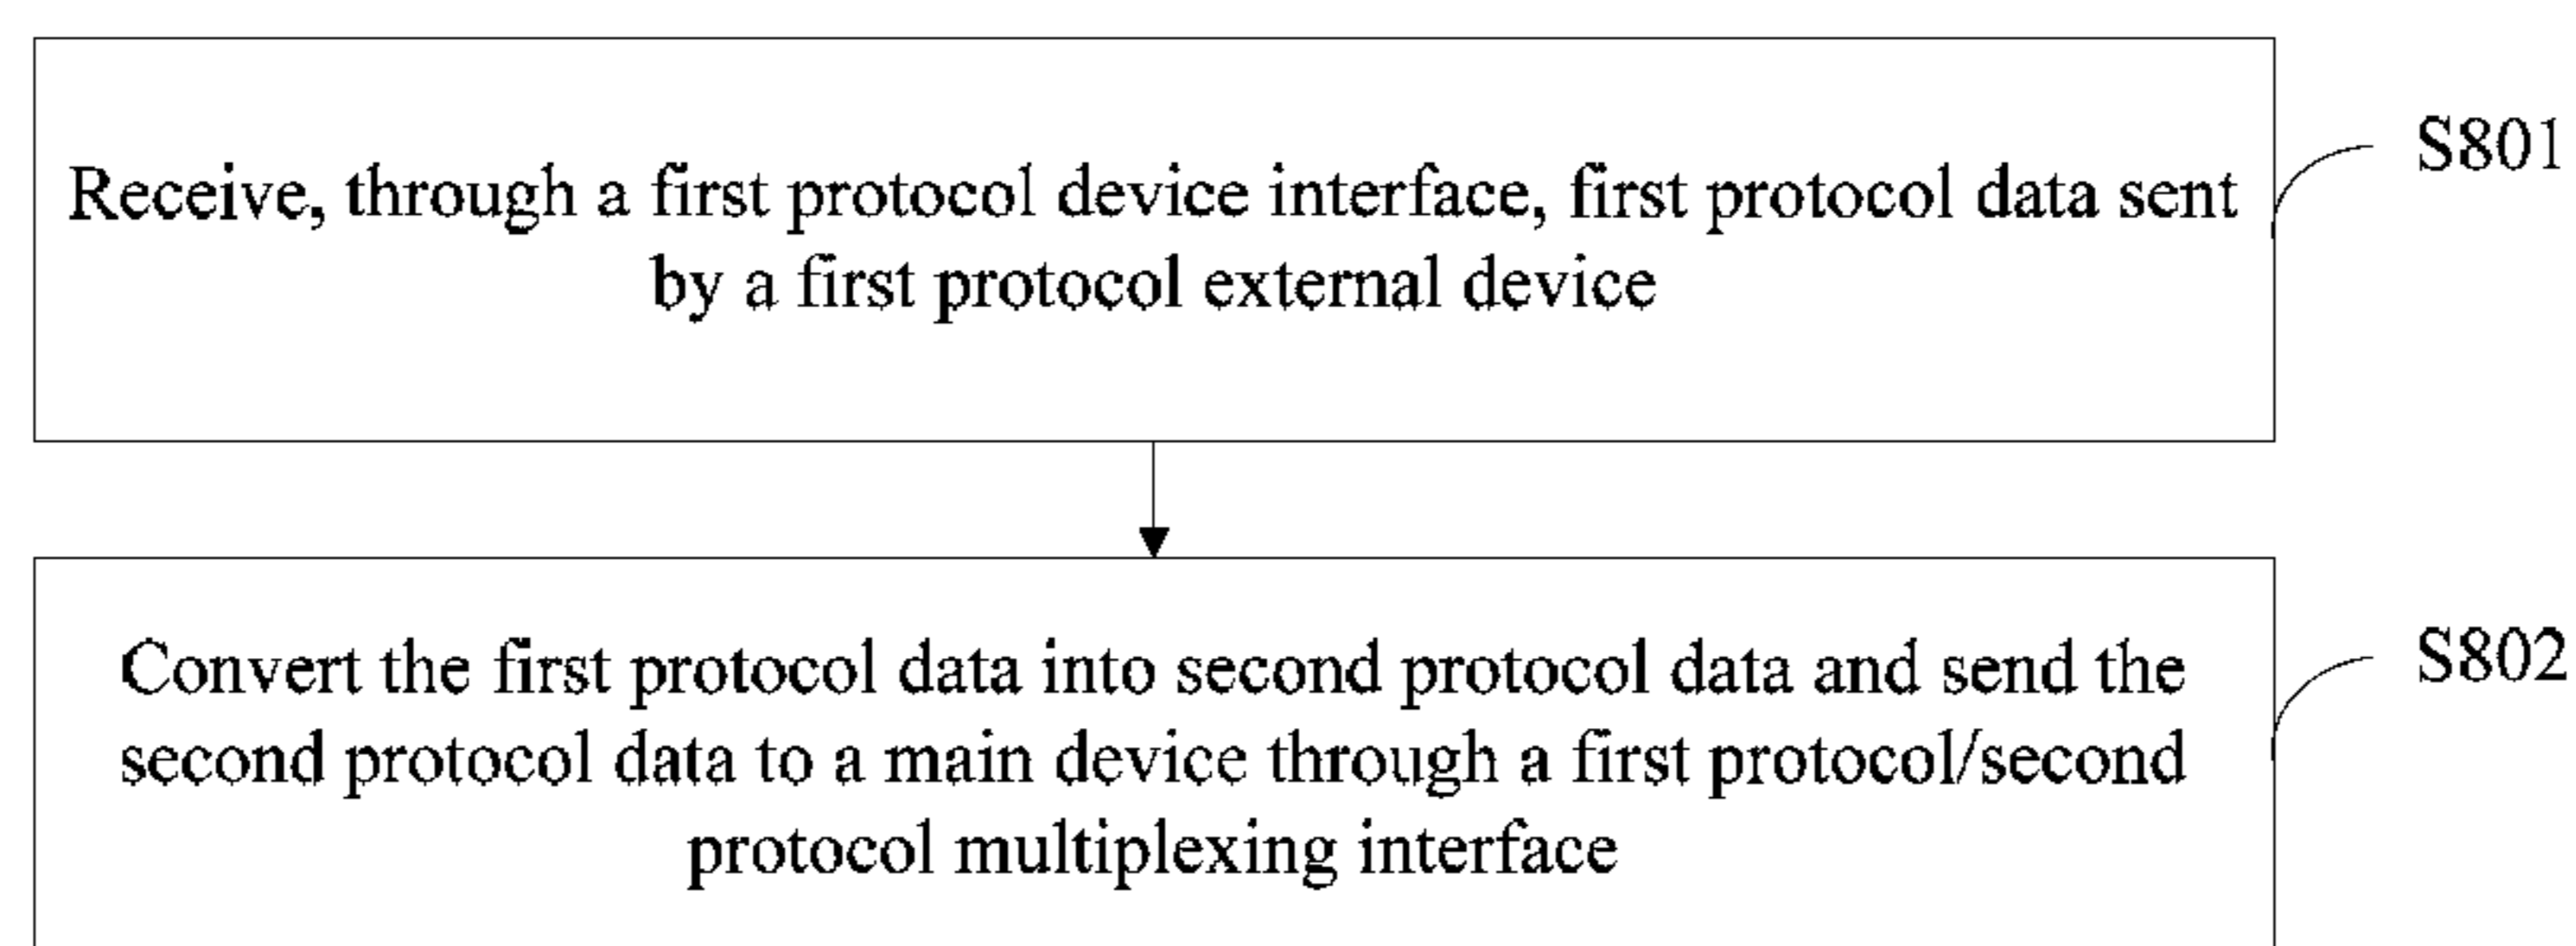 Receive, through a first protocol device interface, first protocol data sent
by a first protocol external device
S801
Convert the first protocol data into second protocol data and send the
second protocol data to a main device through a first protocol/second
protocol multiplexing interface
S802